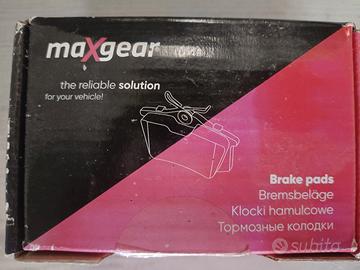 maXgear
the reliable solution
for your vehicle!
Brake pads
Bremsbeläge
Klocki hamulcowe
Тормозные колодки
subito